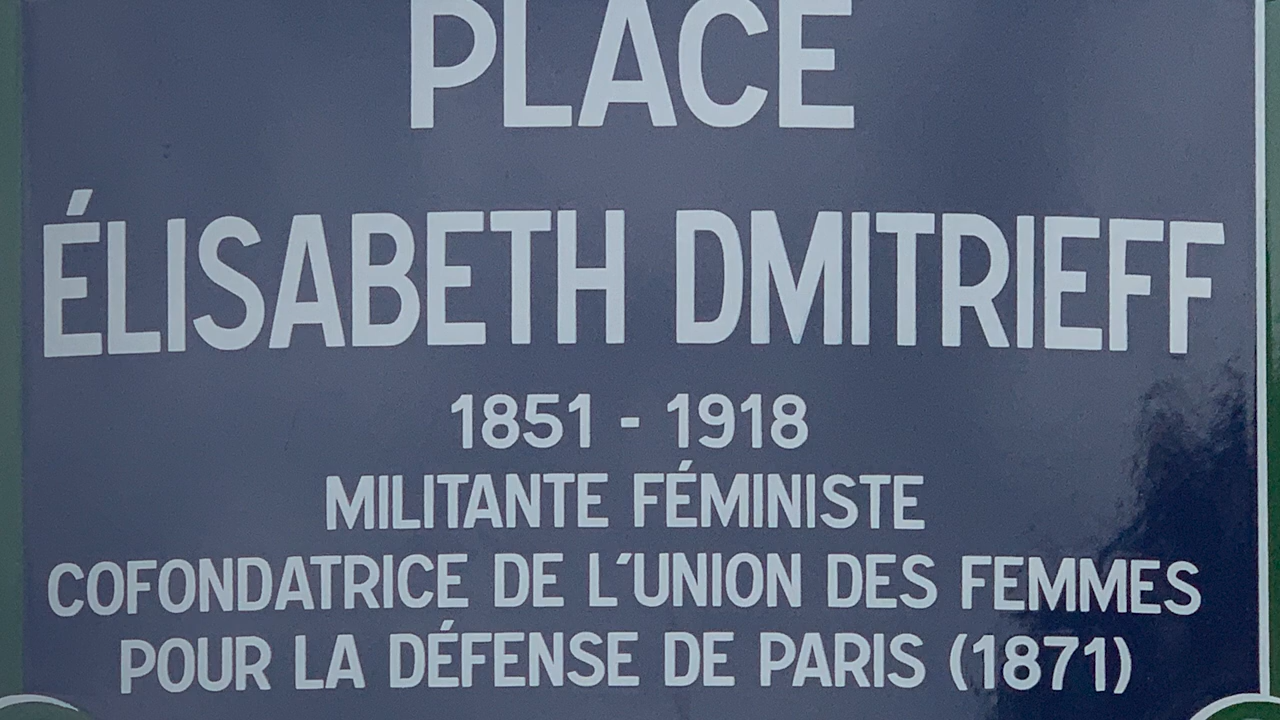 PLACE
ÉLISABETH DMITRIEFF
1851 - 1918
MILITANTE FÉMINISTE
COFONDATRICE DE L'UNION DES FEMMES
POUR LA DÉFENSE DE PARIS (1871)